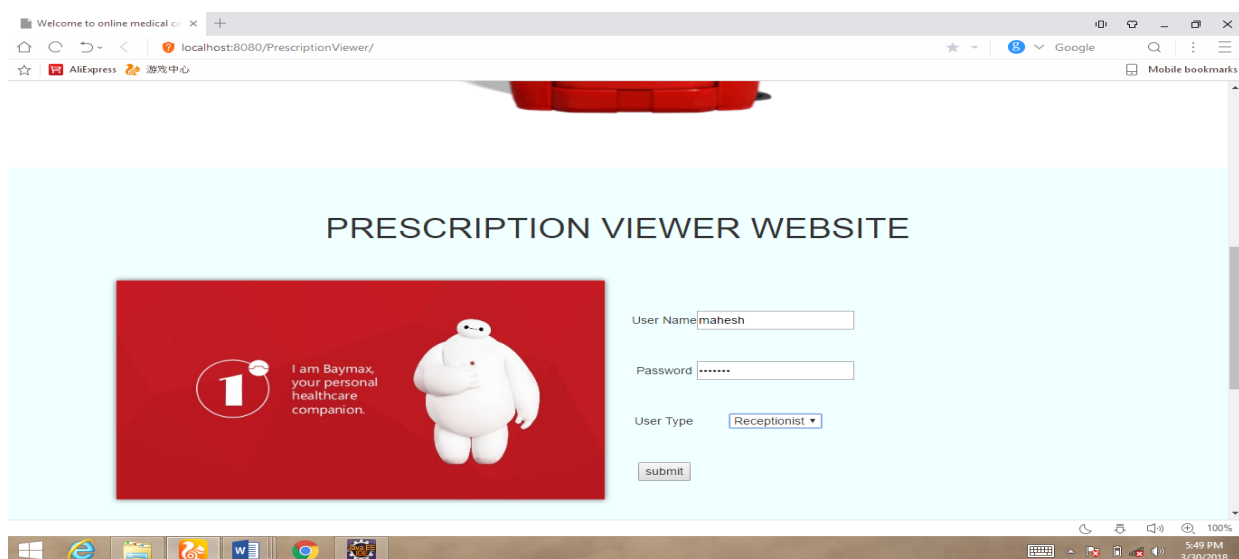 Welcome to online medical co
localhost:8080/PrescriptionViewer/
Google
AliExpress 游戏中心
Mobile bookmarks
PRESCRIPTION VIEWER WEBSITE
1
I am Baymax,
your personal
healthcare
companion.
User Name mahesh
Password •••••••
User Type Receptionist
submit
100%
5:49 PM
3/30/2018